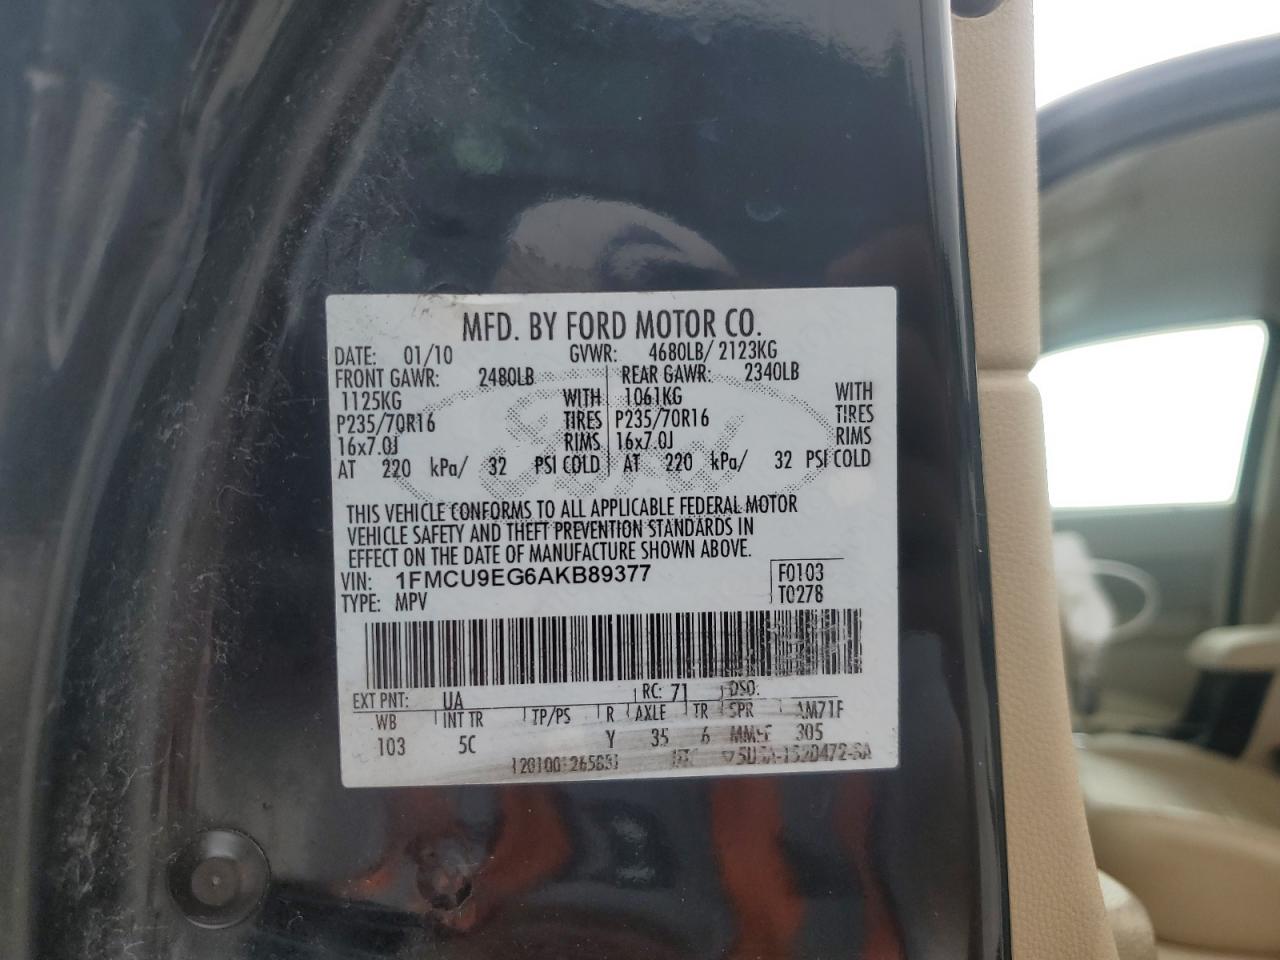 MFD. BY FORD MOTOR CO.
DATE: 01/10 GVWR: 4680LB/ 2123KG
FRONT GAWR: 2480LB REAR GAWR: 2340LB
1125KG WITH 1061KG WITH
P235/70R16 TIRES P235/70R16 TIRES
16x7.0J RIMS 16x7.0J RIMS
AT 220 kPa/ 32 PSI COLD AT 220 kPa/ 32 PSI COLD
Ford
THIS VEHICLE CONFORMS TO ALL APPLICABLE FEDERAL MOTOR
VEHICLE SAFETY AND THEFT PREVENTION STANDARDS IN
EFFECT ON THE DATE OF MANUFACTURE SHOWN ABOVE.
VIN: 1FMCU9EG6AKB89377 F0103
TYPE: MPV T0278
EXT PNT: UA RC: 71 DSO:
WB INT TR TP/PS R AXLE TR SPR
103 5C Y 35 6 305